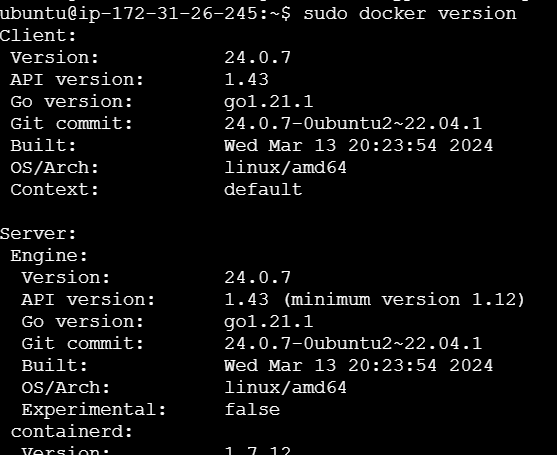 ubuntu@ip-172-31-26-245:~$ sudo docker version
Client:
 Version:           24.0.7
 API version:       1.43
 Go version:        go1.21.1
 Git commit:        24.0.7-0ubuntu2~22.04.1
 Built:             Wed Mar 13 20:23:54 2024
 OS/Arch:           linux/amd64
 Context:           default

Server:
 Engine:
  Version:          24.0.7
  API version:      1.43 (minimum version 1.12)
  Go version:       go1.21.1
  Git commit:       24.0.7-0ubuntu2~22.04.1
  Built:            Wed Mar 13 20:23:54 2024
  OS/Arch:          linux/amd64
  Experimental:     false
 containerd:
  Version:          1.7.12